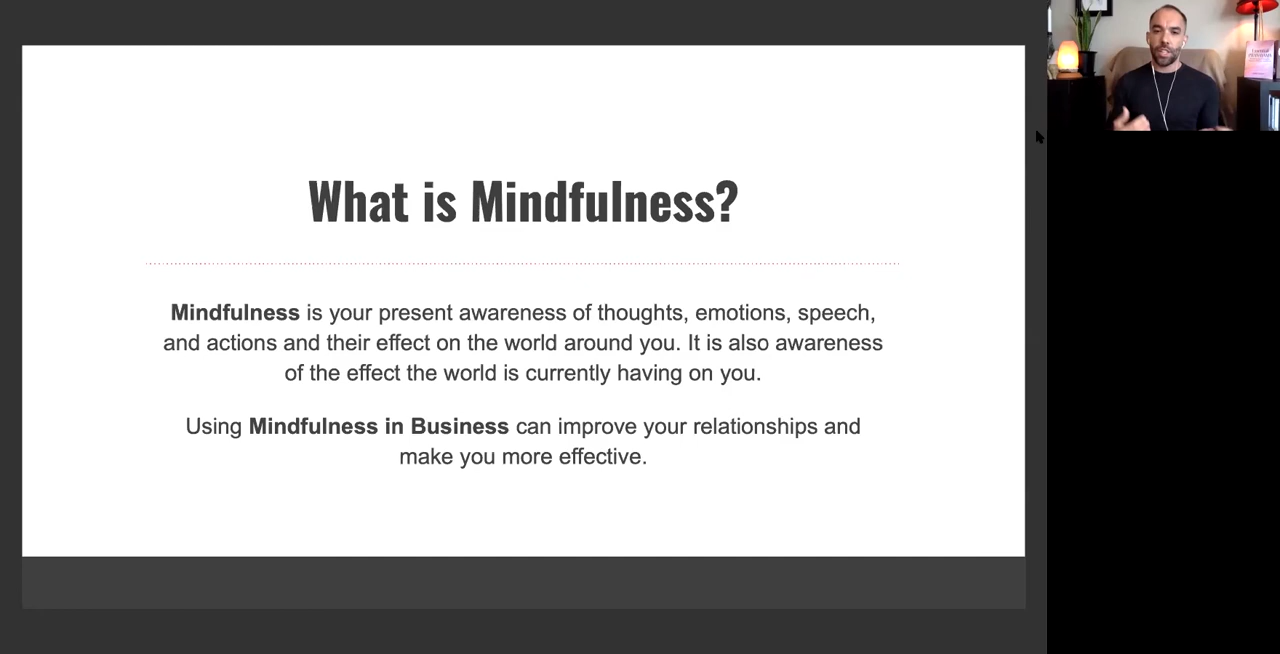 What is Mindfulness?
Mindfulness is your present awareness of thoughts, emotions, speech,
and actions and their effect on the world around you. It is also awareness
of the effect the world is currently having on you.
Using Mindfulness in Business can improve your relationships and
make you more effective.